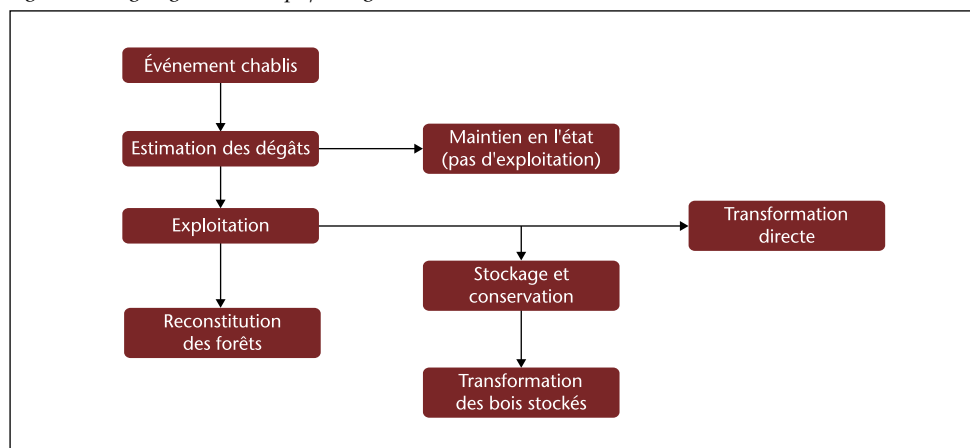 Événement chablis
Estimation des dégâts
Maintien en l'état
(pas d'exploitation)
Exploitation
Transformation
directe
Stockage et
conservation
Reconstitution
des forêts
Transformation
des bois stockés